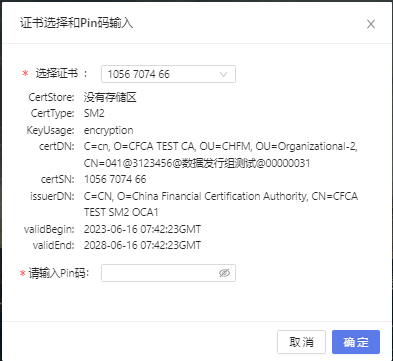 证书选择和Pin码输入
* 选择证书 : 1056 7074 66
CertStore: 没有存储区
CertType: SM2
KeyUsage: encryption
certDN: C=cn, O=CFCA TEST CA, OU=CHFM, OU=Organizational-2,
CN=041@3123456@数据发行组测试@00000031
certSN: 1056 7074 66
issuerDN: C=CN, O=China Financial Certification Authority, CN=CFCA
TEST SM2 OCA1
validBegin: 2023-06-16 07:42:23GMT
validEnd: 2028-06-16 07:42:23GMT
* 请输入Pin码:
取消 确定